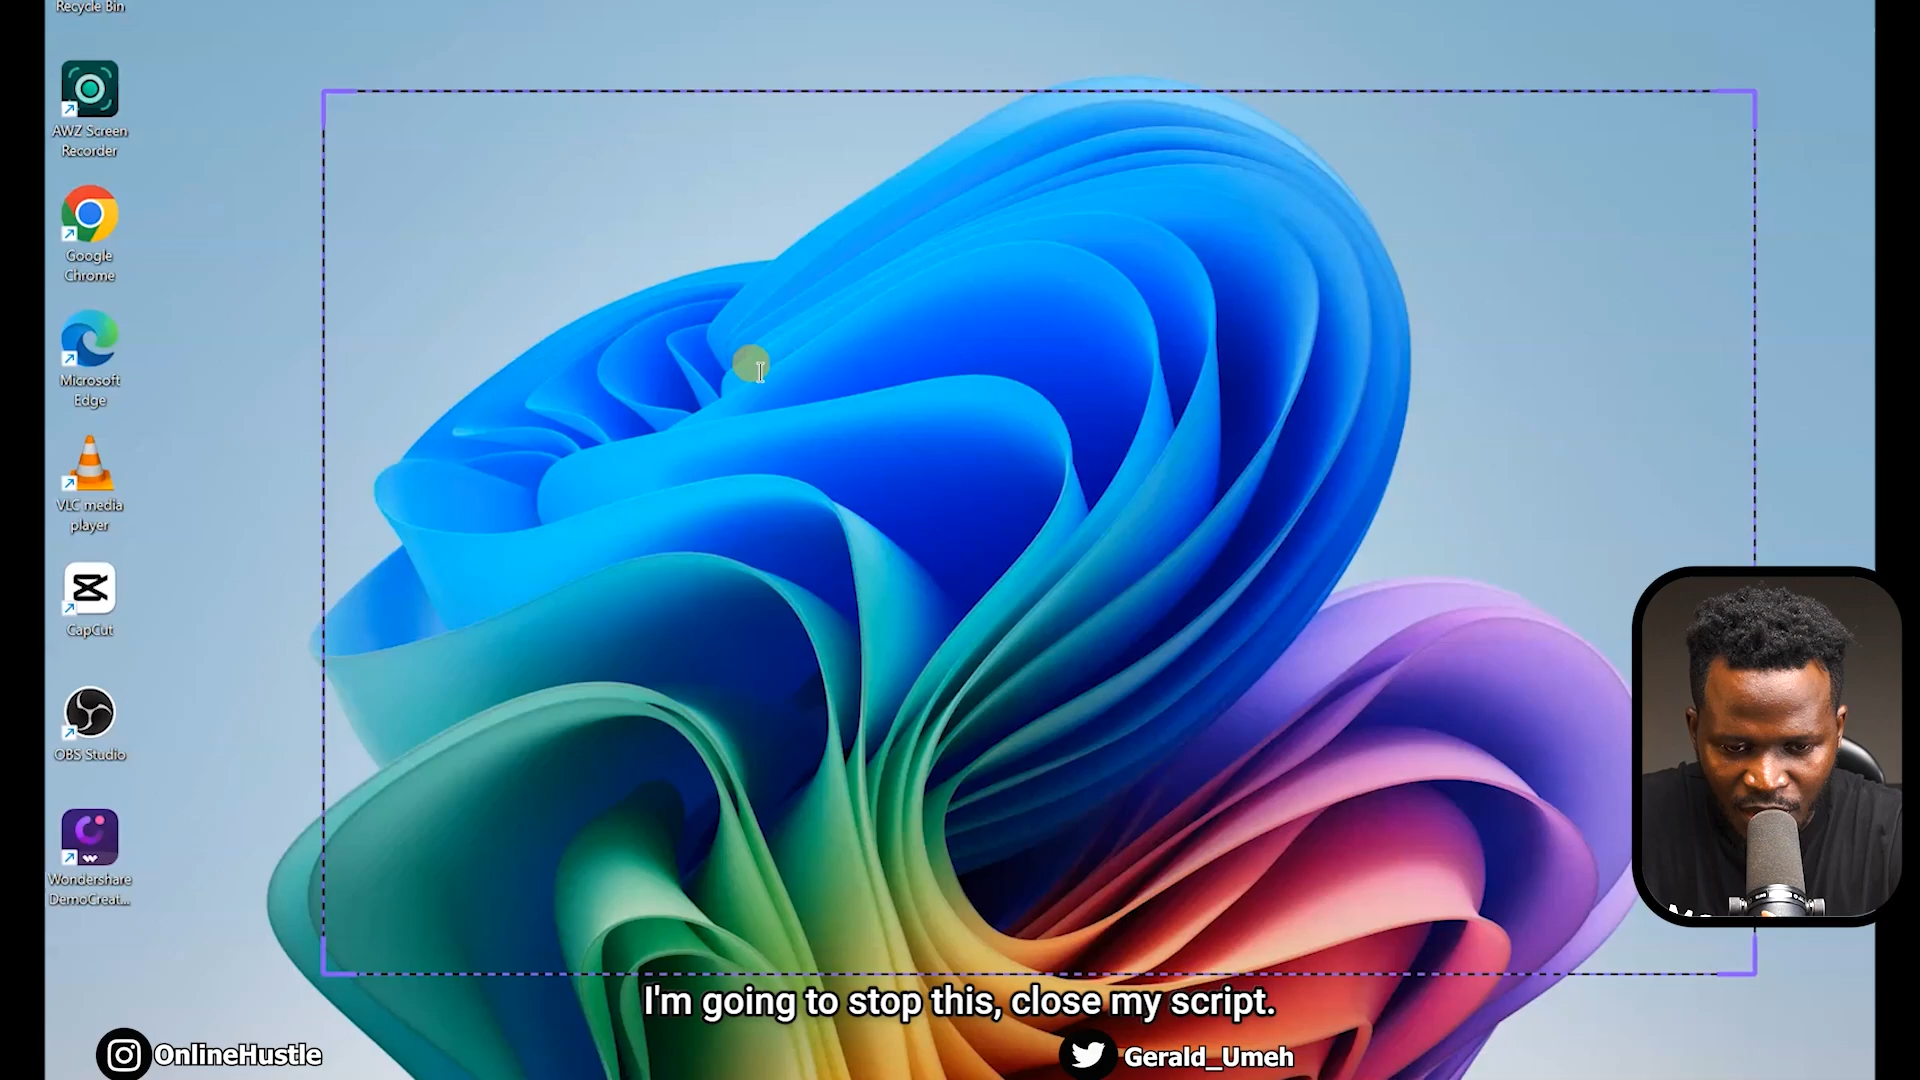 Recycle Bin
AWZ Screen
Recorder
Google
Chrome
Microsoft
Edge
VLC media
player
CapCut
OBS Studio
Wondershare
DemoCreat...
I'm going to stop this, close my script.
OnlineHustle
Gerald_Umeh